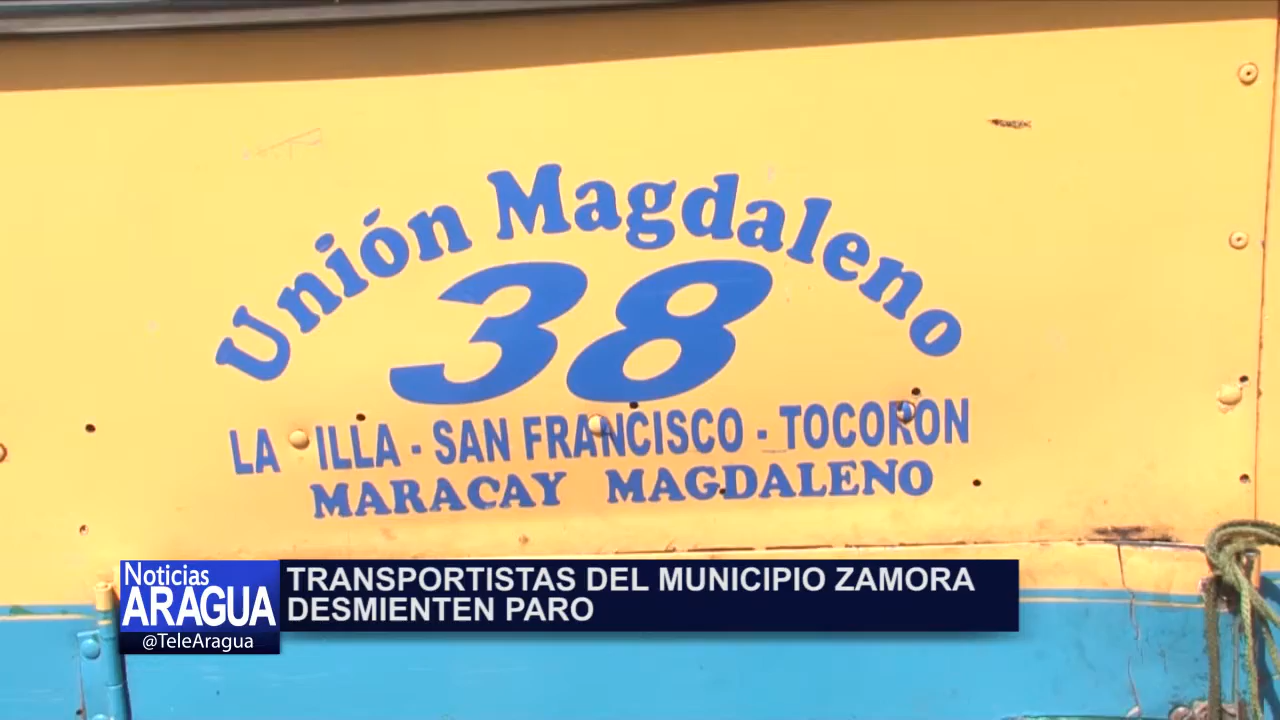 Unión Magdaleno
38
LA ILLA - SAN FRANCISCO - TOCORON
MARACAY MAGDALENO
Noticias
ARAGUA
@TeleAragua
TRANSPORTISTAS DEL MUNICIPIO ZAMORA
DESMIENTEN PARO